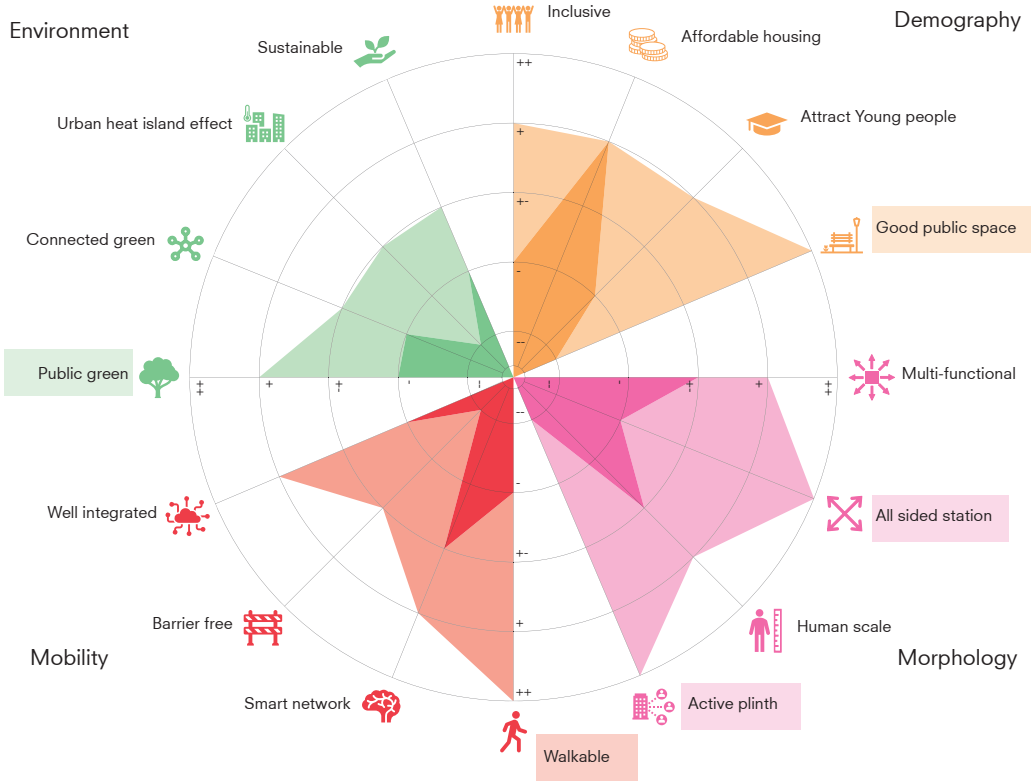 Inclusive
Environment
Demography
Sustainable
Affordable housing
++
Urban heat island effect
Attract Young people
+
+-
Good public space
Connected green
-
--
Public green
++
+
+-
-
--
--
-
+-
+
++
Multi-functional
--
-
Well integrated
All sided station
+-
Barrier free
+
Human scale
Mobility
Morphology
++
Smart network
Active plinth
Walkable